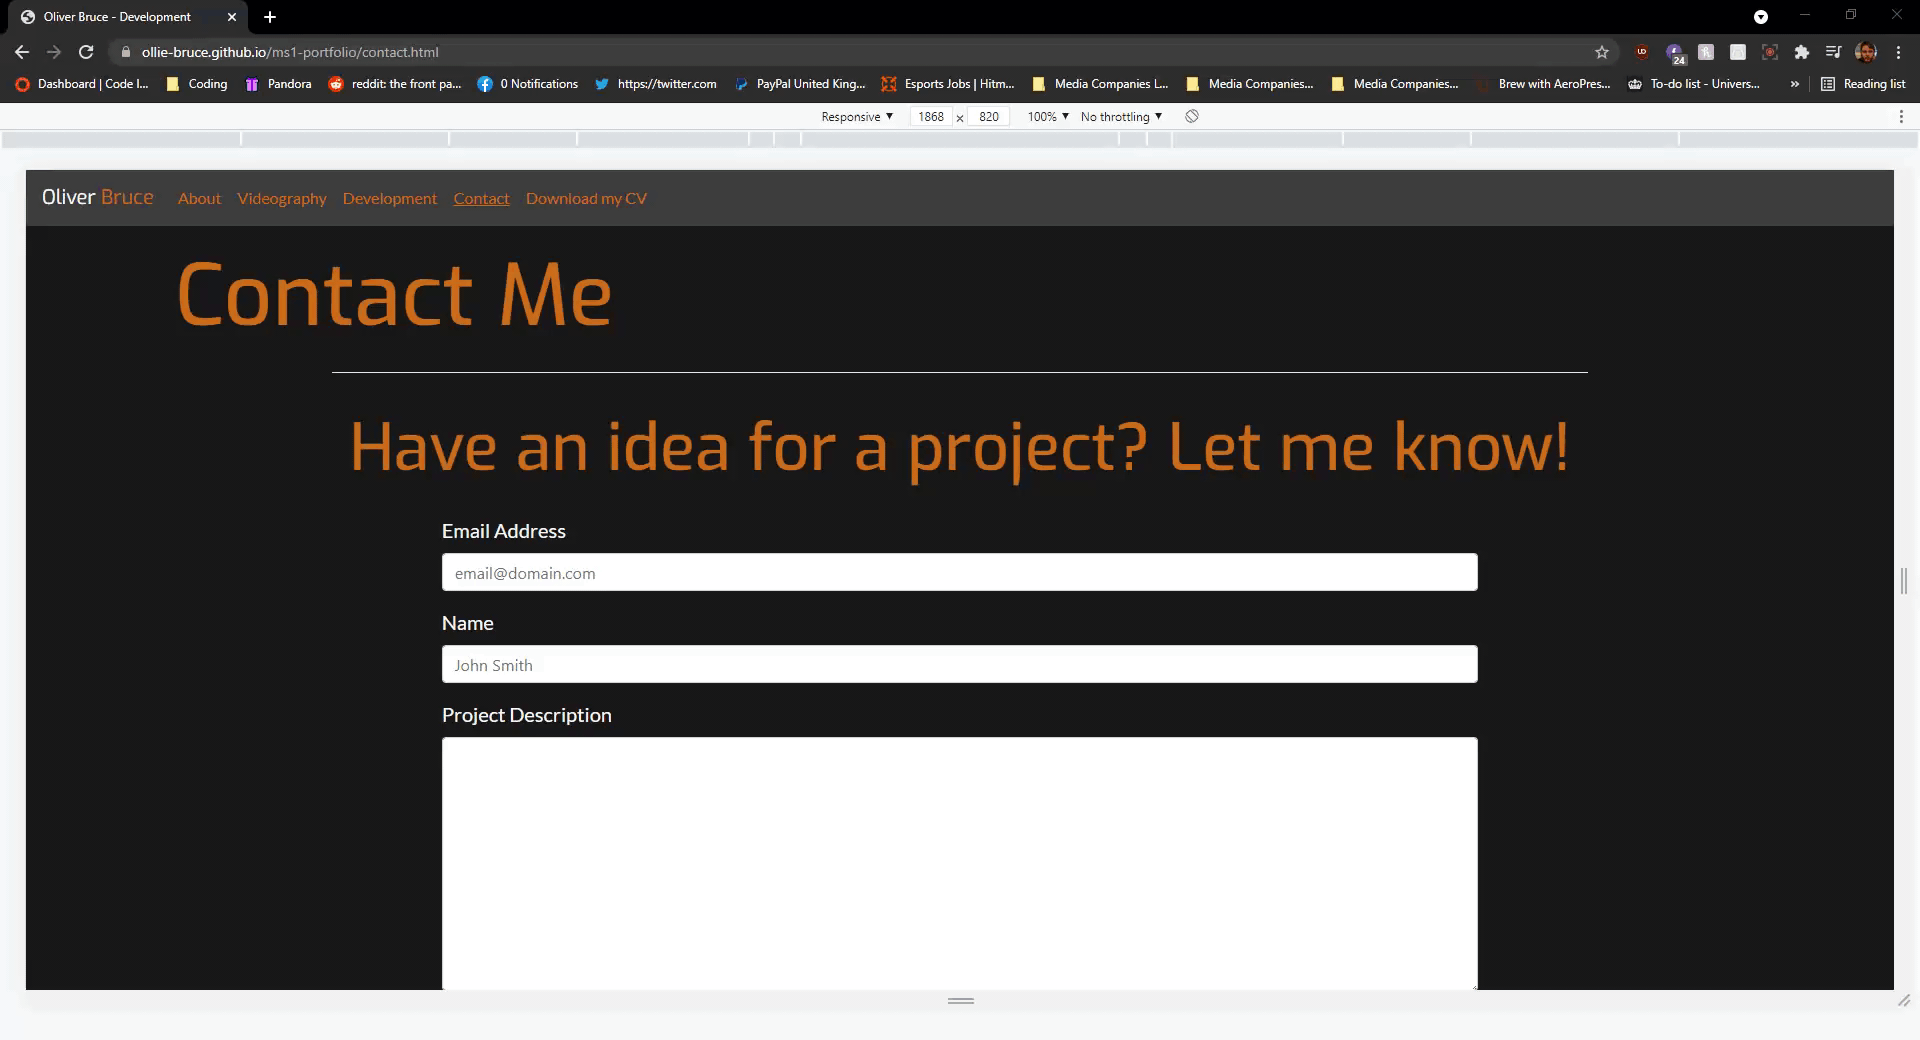 Oliver Bruce - Development
ollie-bruce.github.io/ms1-portfolio/contact.html
24
Dashboard | Code I... Coding Pandora reddit: the front pa... 0 Notifications https://twitter.com PayPal United King... Esports Jobs | Hitm... Media Companies L... Media Companies... Media Companies... Brew with AeroPres... To-do list - Univers... » Reading list
Responsive 1868 x 820 100% No throttling
Oliver Bruce About Videography Development Contact Download my CV
Contact Me
Have an idea for a project? Let me know!
Email Address
email@domain.com
Name
John Smith
Project Description